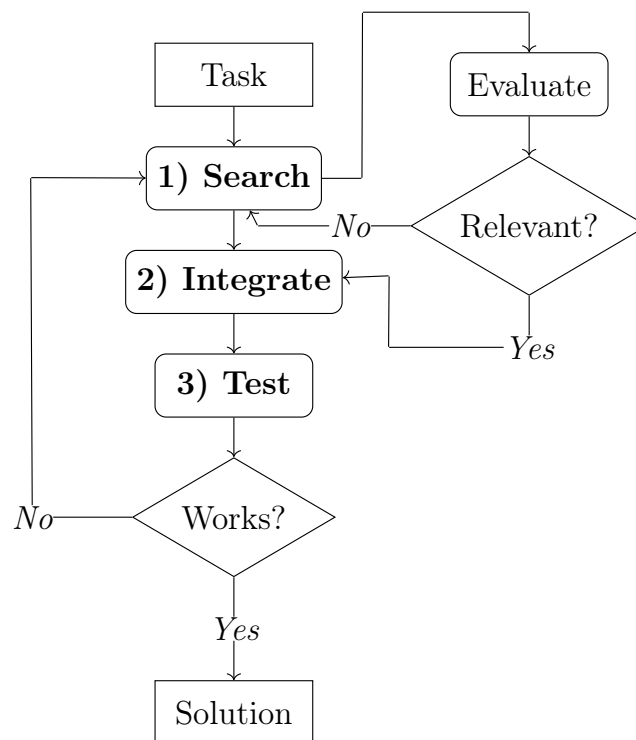 Task
Evaluate
1) Search
No
Relevant?
2) Integrate
Yes
3) Test
No
Works?
Yes
Solution